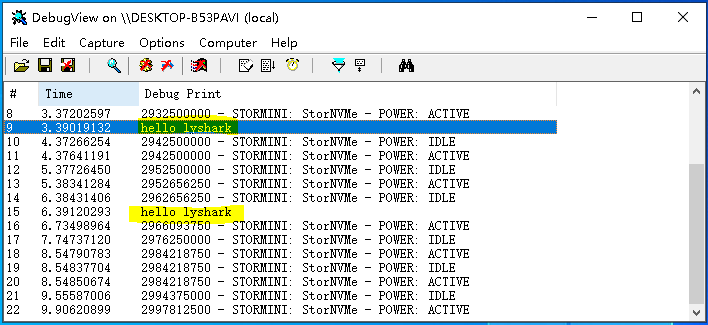 DebugView on \\DESKTOP-B53PAVI (local)
File Edit Capture Options Computer Help
# Time Debug Print
8 3.37202597 2932500000 - STORMINI: StorNVMe - POWER: ACTIVE
9 3.39019132 hello lyshark
10 4.37266254 2942500000 - STORMINI: StorNVMe - POWER: IDLE
11 4.37641191 2942500000 - STORMINI: StorNVMe - POWER: ACTIVE
12 5.37726450 2952500000 - STORMINI: StorNVMe - POWER: IDLE
13 5.38341284 2952656250 - STORMINI: StorNVMe - POWER: ACTIVE
14 6.38431406 2962656250 - STORMINI: StorNVMe - POWER: IDLE
15 6.39120293 hello lyshark
16 6.73498964 2966093750 - STORMINI: StorNVMe - POWER: ACTIVE
17 7.74737120 2976250000 - STORMINI: StorNVMe - POWER: IDLE
18 8.54790783 2984218750 - STORMINI: StorNVMe - POWER: ACTIVE
19 8.54837704 2984218750 - STORMINI: StorNVMe - POWER: IDLE
20 8.54850674 2984218750 - STORMINI: StorNVMe - POWER: ACTIVE
21 9.55587006 2994375000 - STORMINI: StorNVMe - POWER: IDLE
22 9.90620899 2997812500 - STORMINI: StorNVMe - POWER: ACTIVE